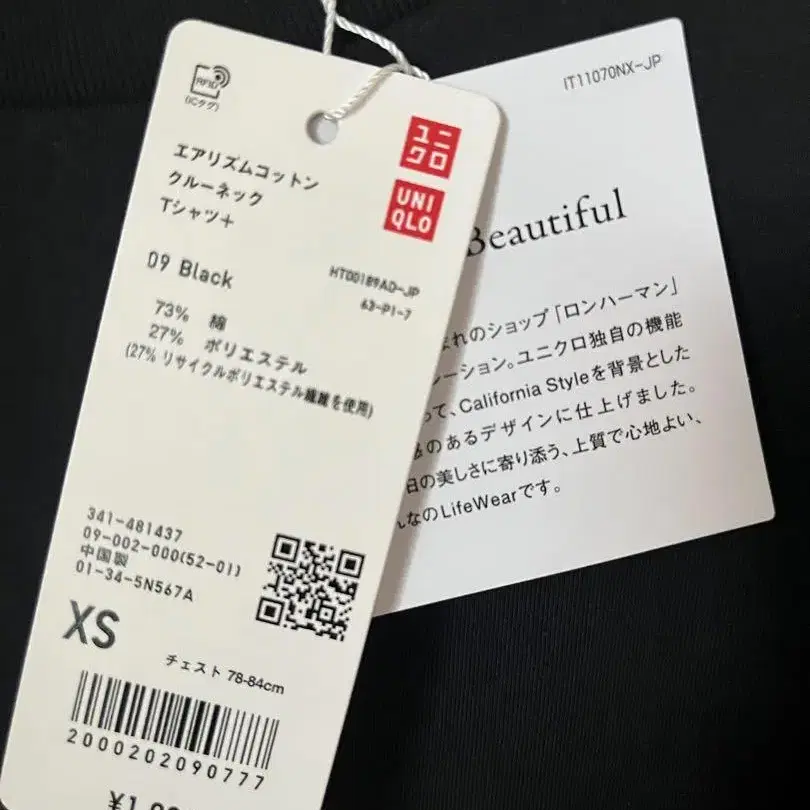 RFID
(ICタグ)
ユニ
クロ
UNI
QLO
エアリズムコットン
クルーネック
Tシャツ+
09 Black
HT00189AD-JP
63-P1-7
73% 綿
27% ポリエステル
(27% リサイクルポリエステル繊維を使用)
341-481437
09-002-000(52-01)
中国製
01-34-5N567A
XS
チェスト 78-84cm
2000202090777
IT11070NX-JP
Beautiful
れのショップ「ロンハーマン」
レーション。ユニクロ独自の機能
って、California Styleを背景とした
のあるデザインに仕上げました。
日の美しさに寄り添う、上質で心地よい、
なのLifeWearです。